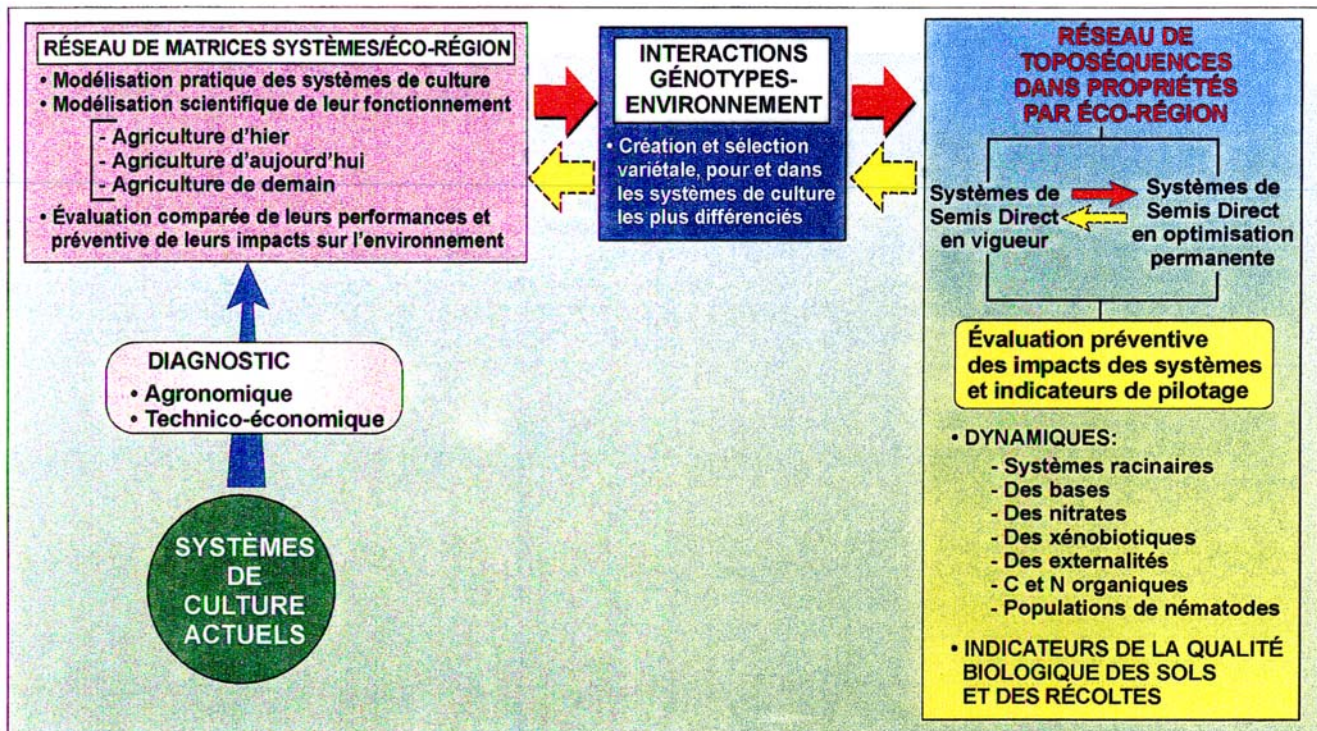 RÉSEAU DE MATRICES SYSTÈMES/ÉCO-RÉGION
• Modélisation pratique des systèmes de culture
• Modélisation scientifique de leur fonctionnement
- Agriculture d'hier
- Agriculture d'aujourd'hui
- Agriculture de demain
• Évaluation comparée de leurs performances et
préventive de leurs impacts sur l'environnement
DIAGNOSTIC
• Agronomique
• Technico-économique
SYSTÈMES
DE
CULTURE
ACTUELS
INTERACTIONS
GÉNOTYPES-
ENVIRONNEMENT
• Création et sélection
variétale, pour et dans
les systèmes de culture
les plus différenciés
RÉSEAU DE
TOPOSÉQUENCES
DANS PROPRIÉTÉS
PAR ÉCO-RÉGION
Systèmes de
Semis Direct
en vigueur
Systèmes de
Semis Direct
en optimisation
permanente
Évaluation préventive
des impacts des systèmes
et indicateurs de pilotage
• DYNAMIQUES:
- Systèmes racinaires
- Des bases
- Des nitrates
- Des xénobiotiques
- Des externalités
- C et N organiques
- Populations de nématodes
• INDICATEURS DE LA QUALITÉ
BIOLOGIQUE DES SOLS
ET DES RÉCOLTES